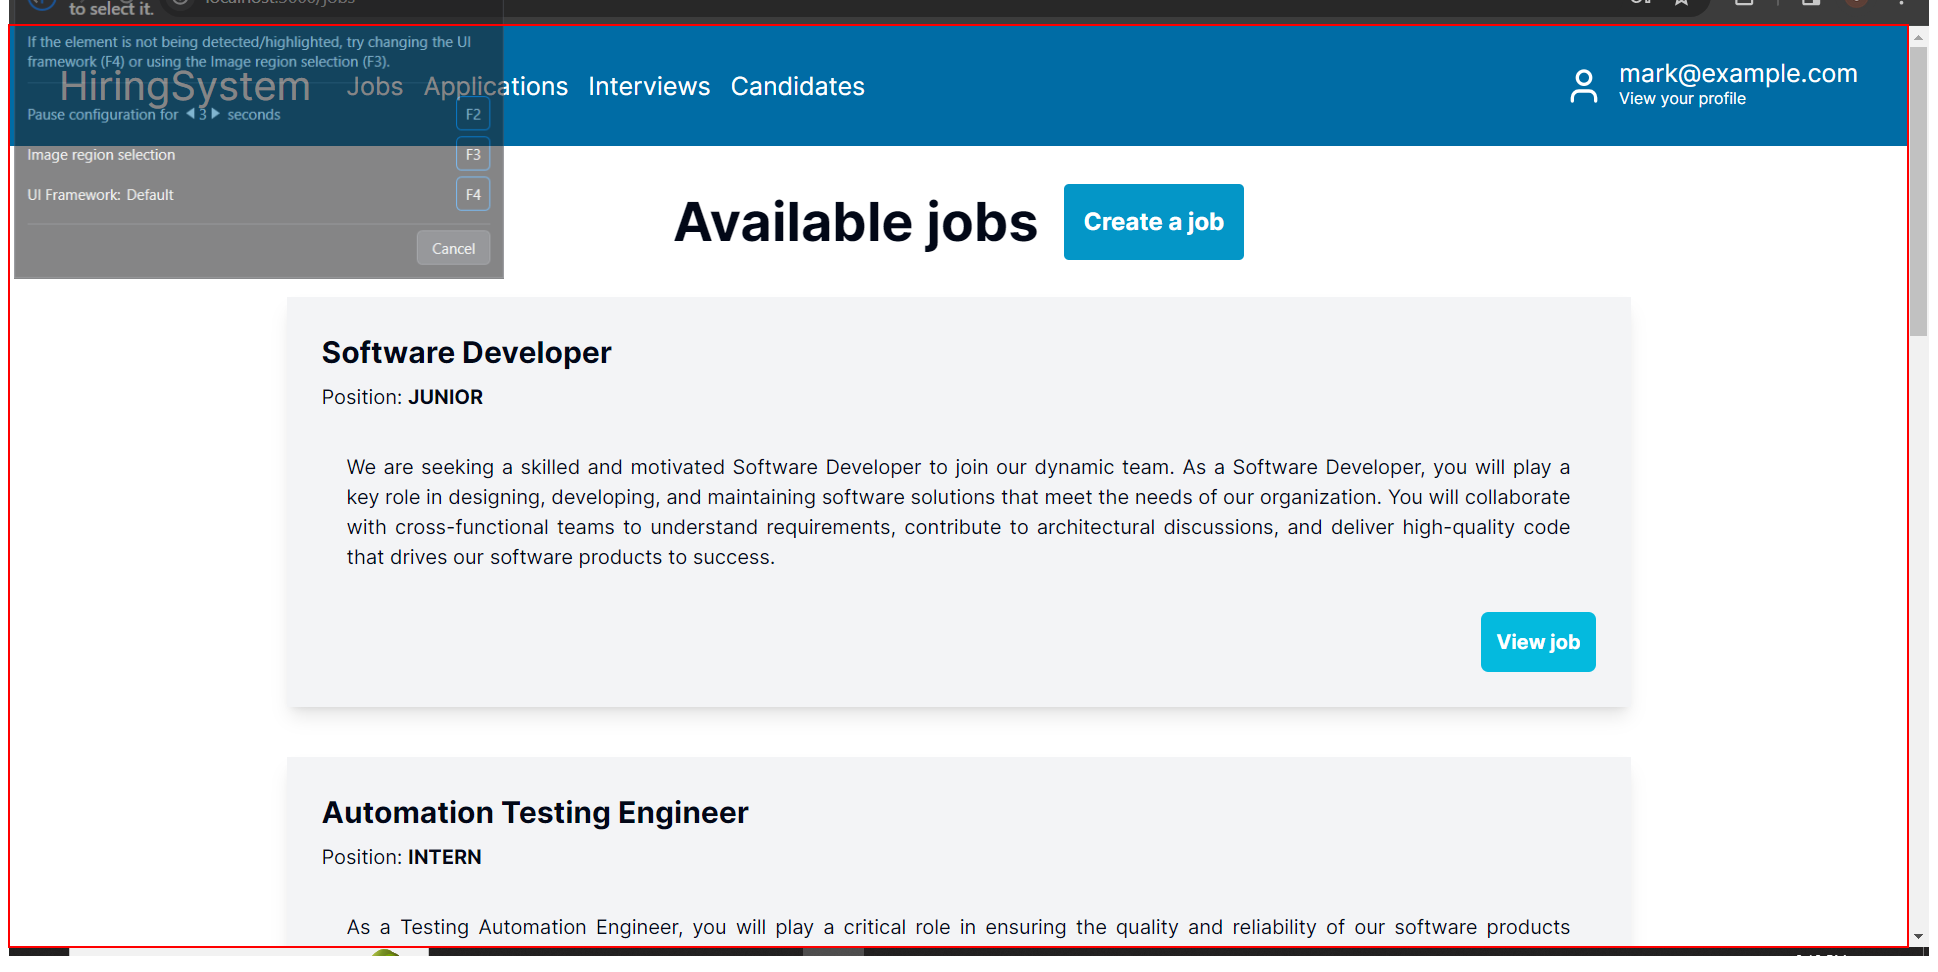 to select it.
localhost:3000/jobs
If the element is not being detected/highlighted, try changing the UI
framework (F4) or using the Image region selection (F3).
HiringSystem Jobs Applications Interviews Candidates
mark@example.com
View your profile
Pause configuration for 3 seconds F2
Image region selection F3
UI Framework: Default F4
Cancel
Available jobs Create a job
Software Developer
Position: JUNIOR
We are seeking a skilled and motivated Software Developer to join our dynamic team. As a Software Developer, you will play a
key role in designing, developing, and maintaining software solutions that meet the needs of our organization. You will collaborate
with cross-functional teams to understand requirements, contribute to architectural discussions, and deliver high-quality code
that drives our software products to success.
View job
Automation Testing Engineer
Position: INTERN
As a Testing Automation Engineer, you will play a critical role in ensuring the quality and reliability of our software products